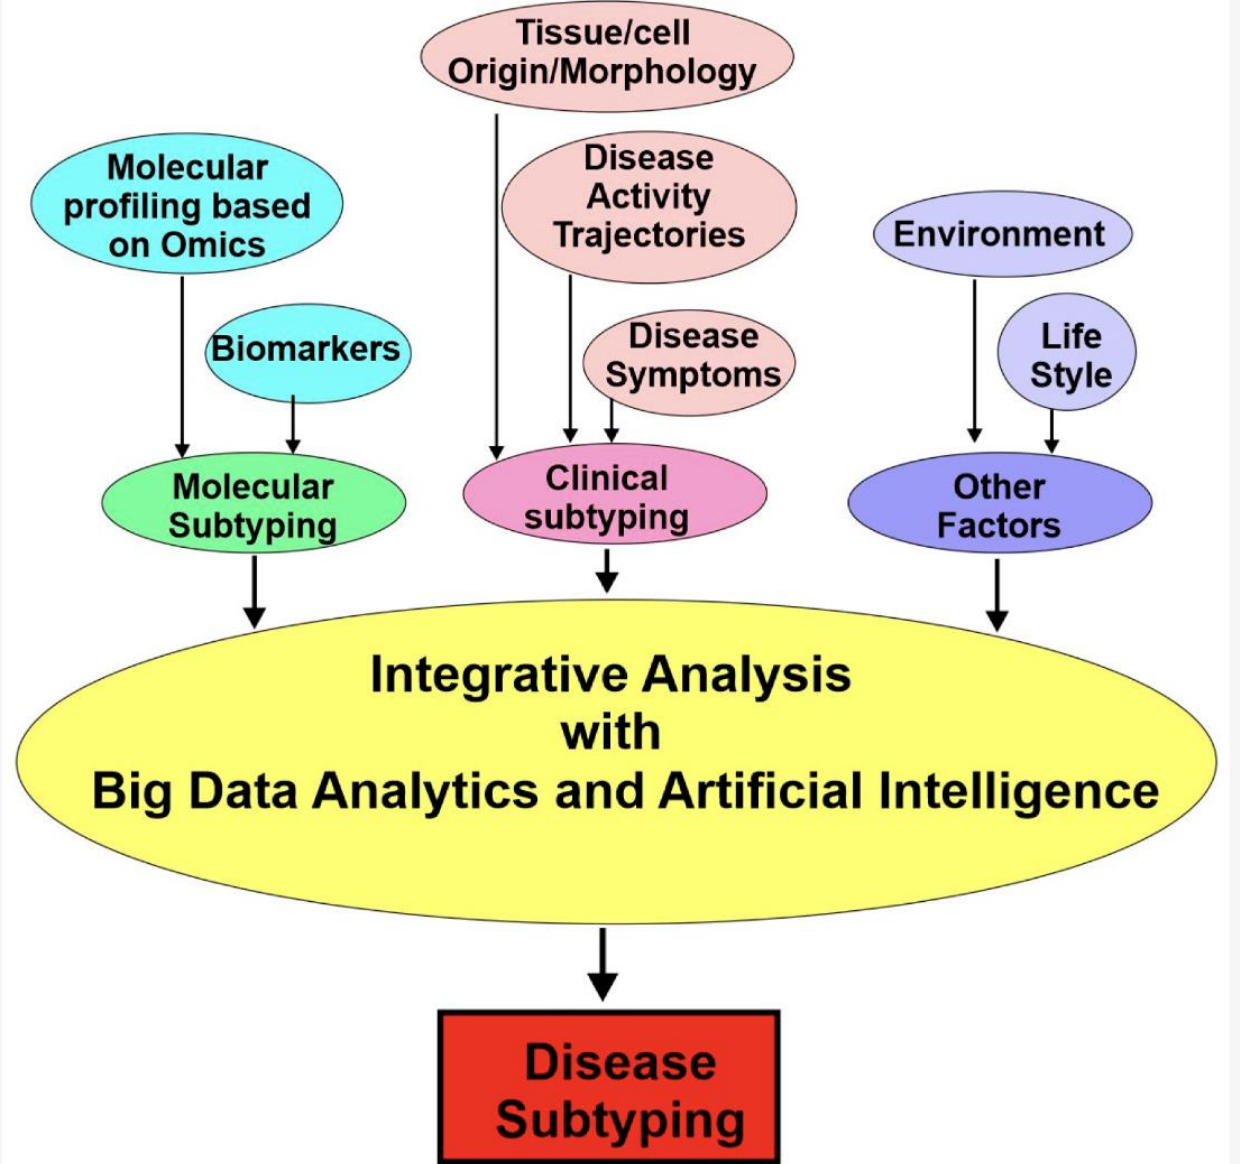 Tissue/cell
Origin/Morphology
Molecular
profiling based
on Omics
Disease
Activity
Trajectories
Environment
Biomarkers
Disease
Symptoms
Life
Style
Molecular
Subtyping
Clinical
subtyping
Other
Factors
Integrative Analysis
with
Big Data Analytics and Artificial Intelligence
Disease
Subtyping